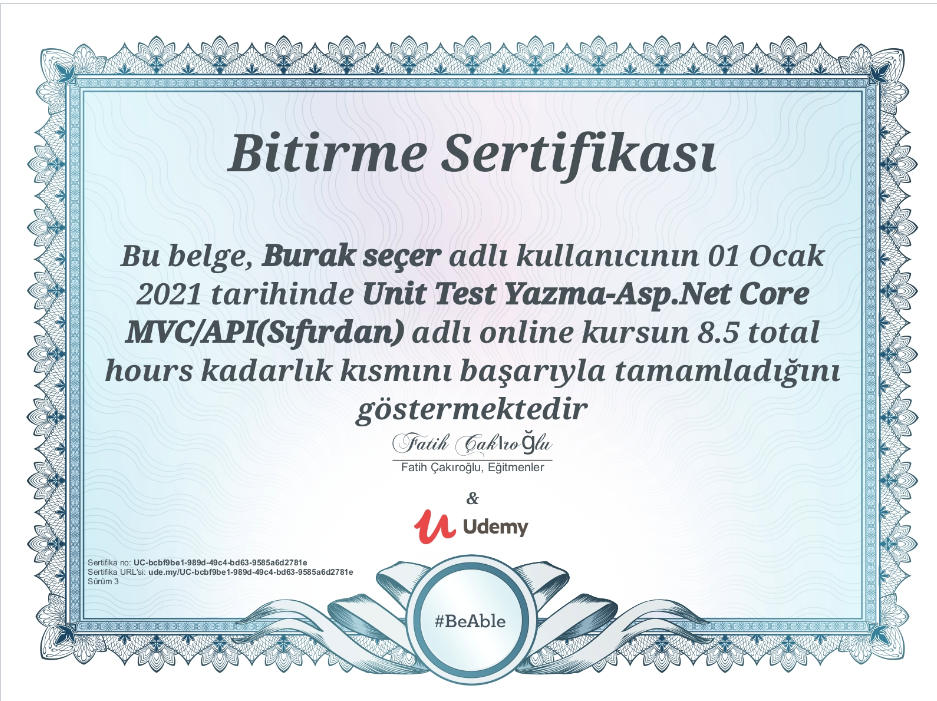 Bitirme Sertifikası
Bu belge, Burak seçer adlı kullanıcının 01 Ocak
2021 tarihinde Unit Test Yazma-Asp.Net Core
MVC/API(Sıfırdan) adlı online kursun 8.5 total
hours kadarlık kısmını başarıyla tamamladığını
göstermektedir
Fatih Çakıroğlu
Fatih Çakıroğlu, Eğitmenler
&
Udemy
Sertifika no: UC-bcbf9be1-989d-49c4-bd63-9585a6d2781e
Sertifika URL'si: ude.my/UC-bcbf9be1-989d-49c4-bd63-9585a6d2781e
Sürüm 3
#BeAble